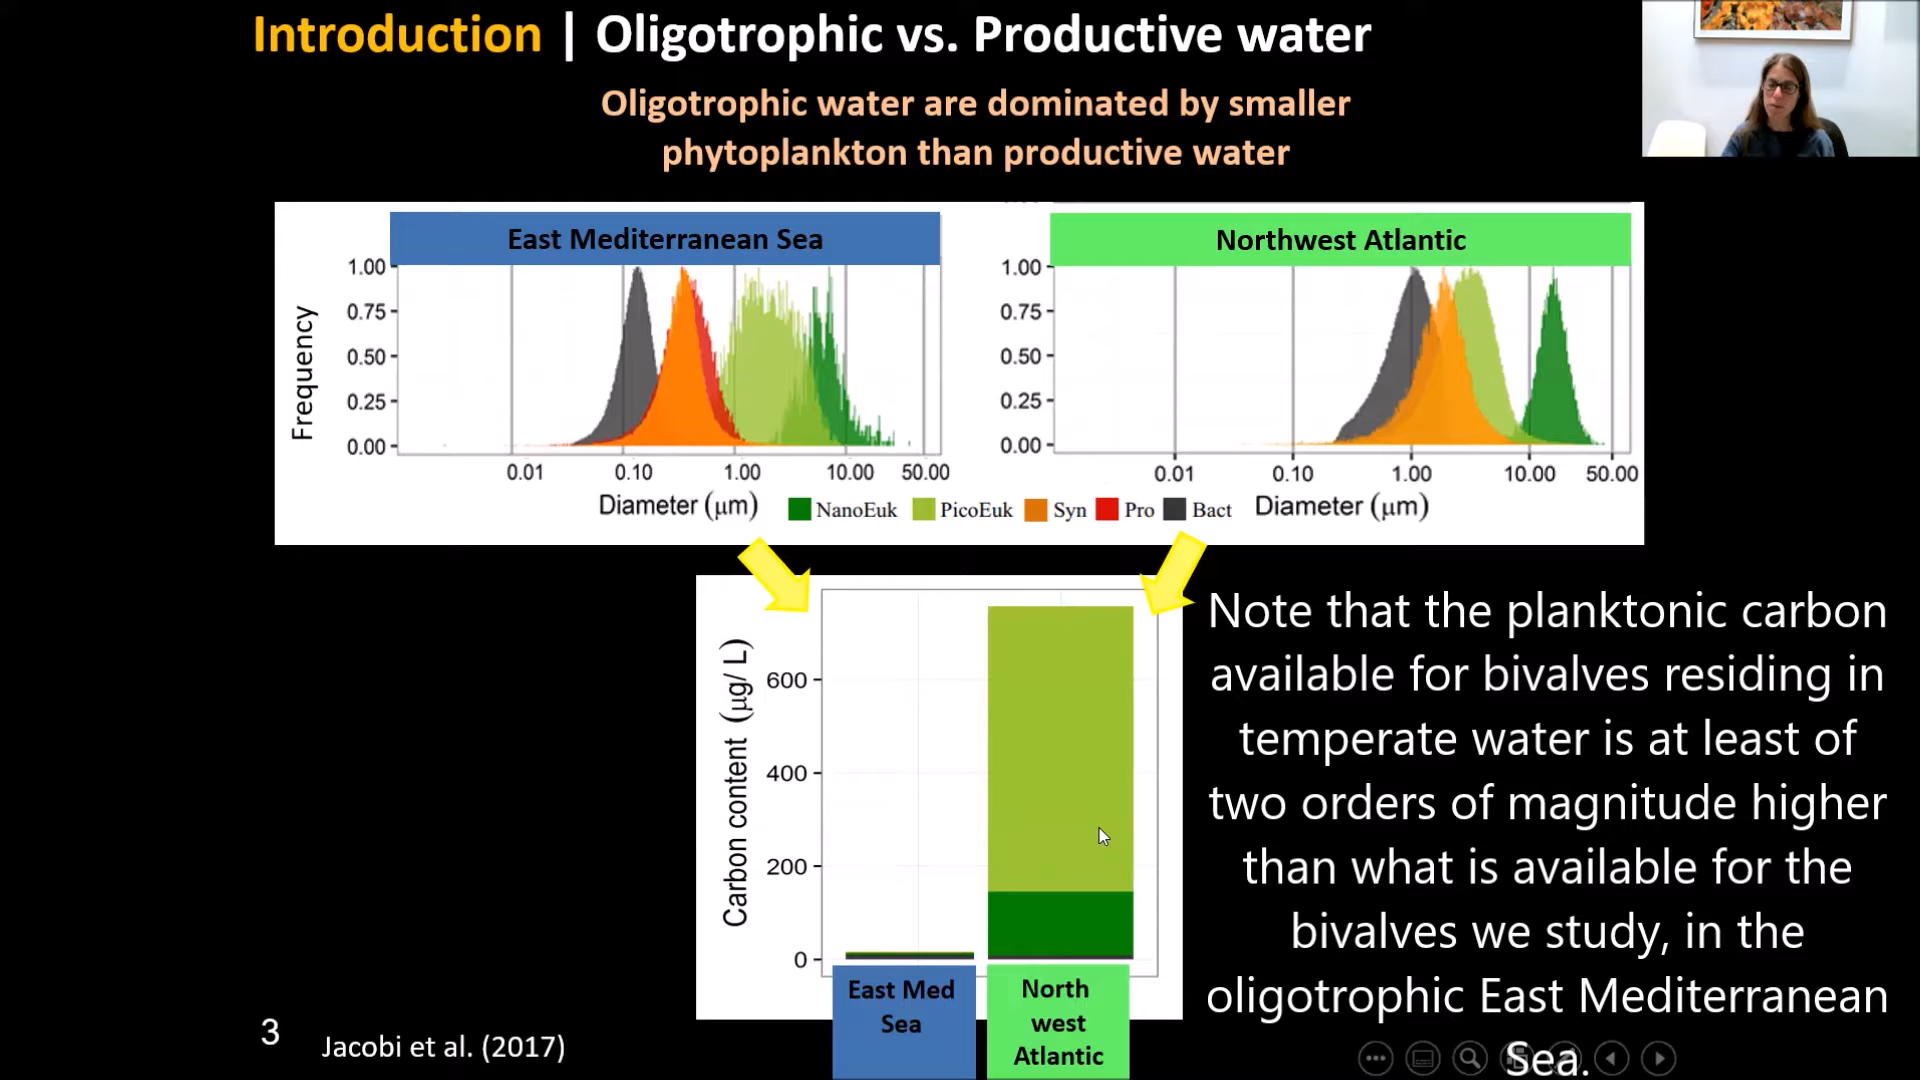 Introduction | Oligotrophic vs. Productive water
Oligotrophic water are dominated by smaller
phytoplankton than productive water
East Mediterranean Sea
Northwest Atlantic
Frequency
1.00
0.75
0.50
0.25
0.00
0.01 0.10 1.00 10.00 50.00
Diameter (μm)
1.00
0.75
0.50
0.25
0.00
0.01 0.10 1.00 10.00 50.00
Diameter (μm)
NanoEuk PicoEuk Syn Pro Bact
Carbon content (μg/ L)
600
400
200
0
East Med
Sea
North
west
Atlantic
Note that the planktonic carbon
available for bivalves residing in
temperate water is at least of
two orders of magnitude higher
than what is available for the
bivalves we study, in the
oligotrophic East Mediterranean
Sea.
3
Jacobi et al. (2017)